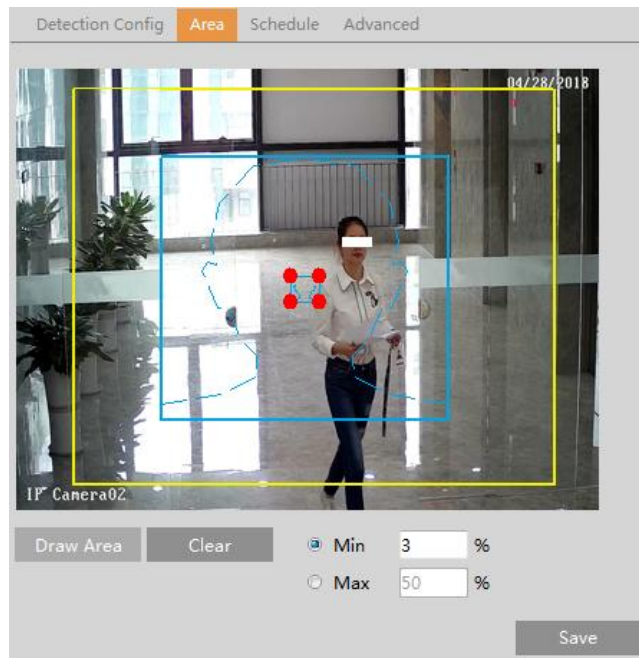 Detection Config Area Schedule Advanced
04/28/2018
IP Camera02
Draw Area Clear Min 3 %
Max 50 %
Save